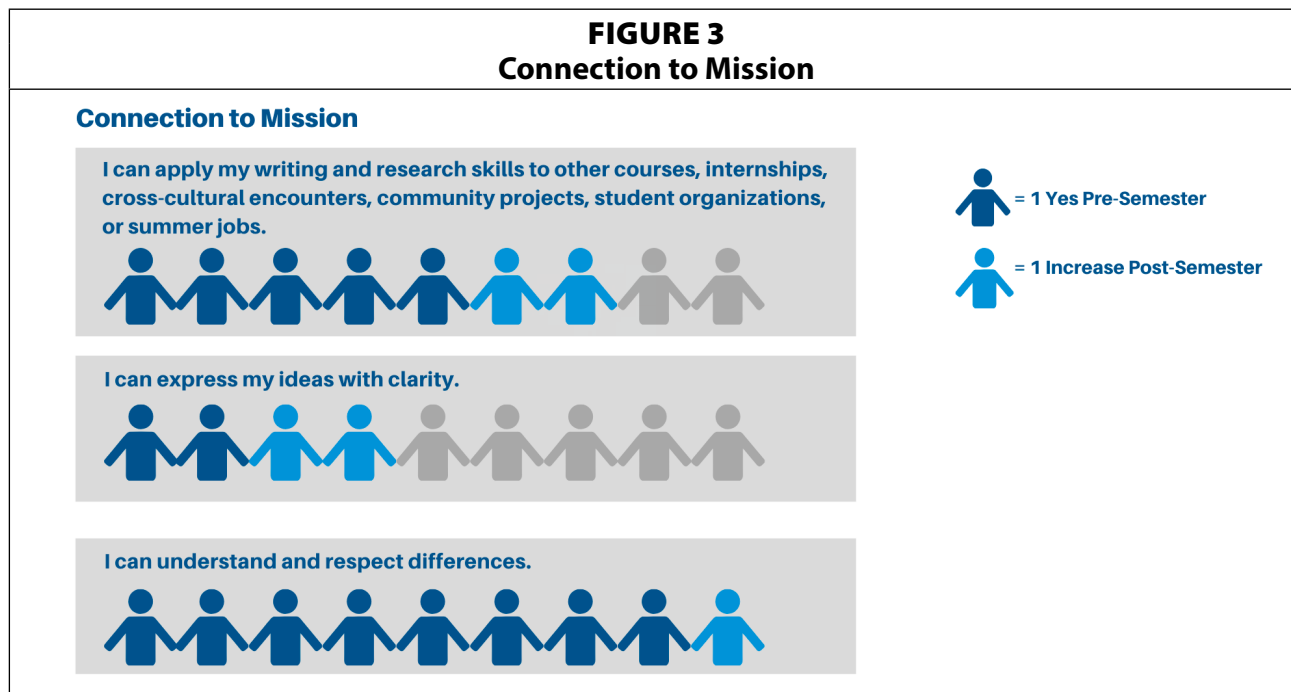 FIGURE 3
Connection to Mission
Connection to Mission
I can apply my writing and research skills to other courses, internships,
cross-cultural encounters, community projects, student organizations,
or summer jobs.
= 1 Yes Pre-Semester
= 1 Increase Post-Semester
I can express my ideas with clarity.
I can understand and respect differences.